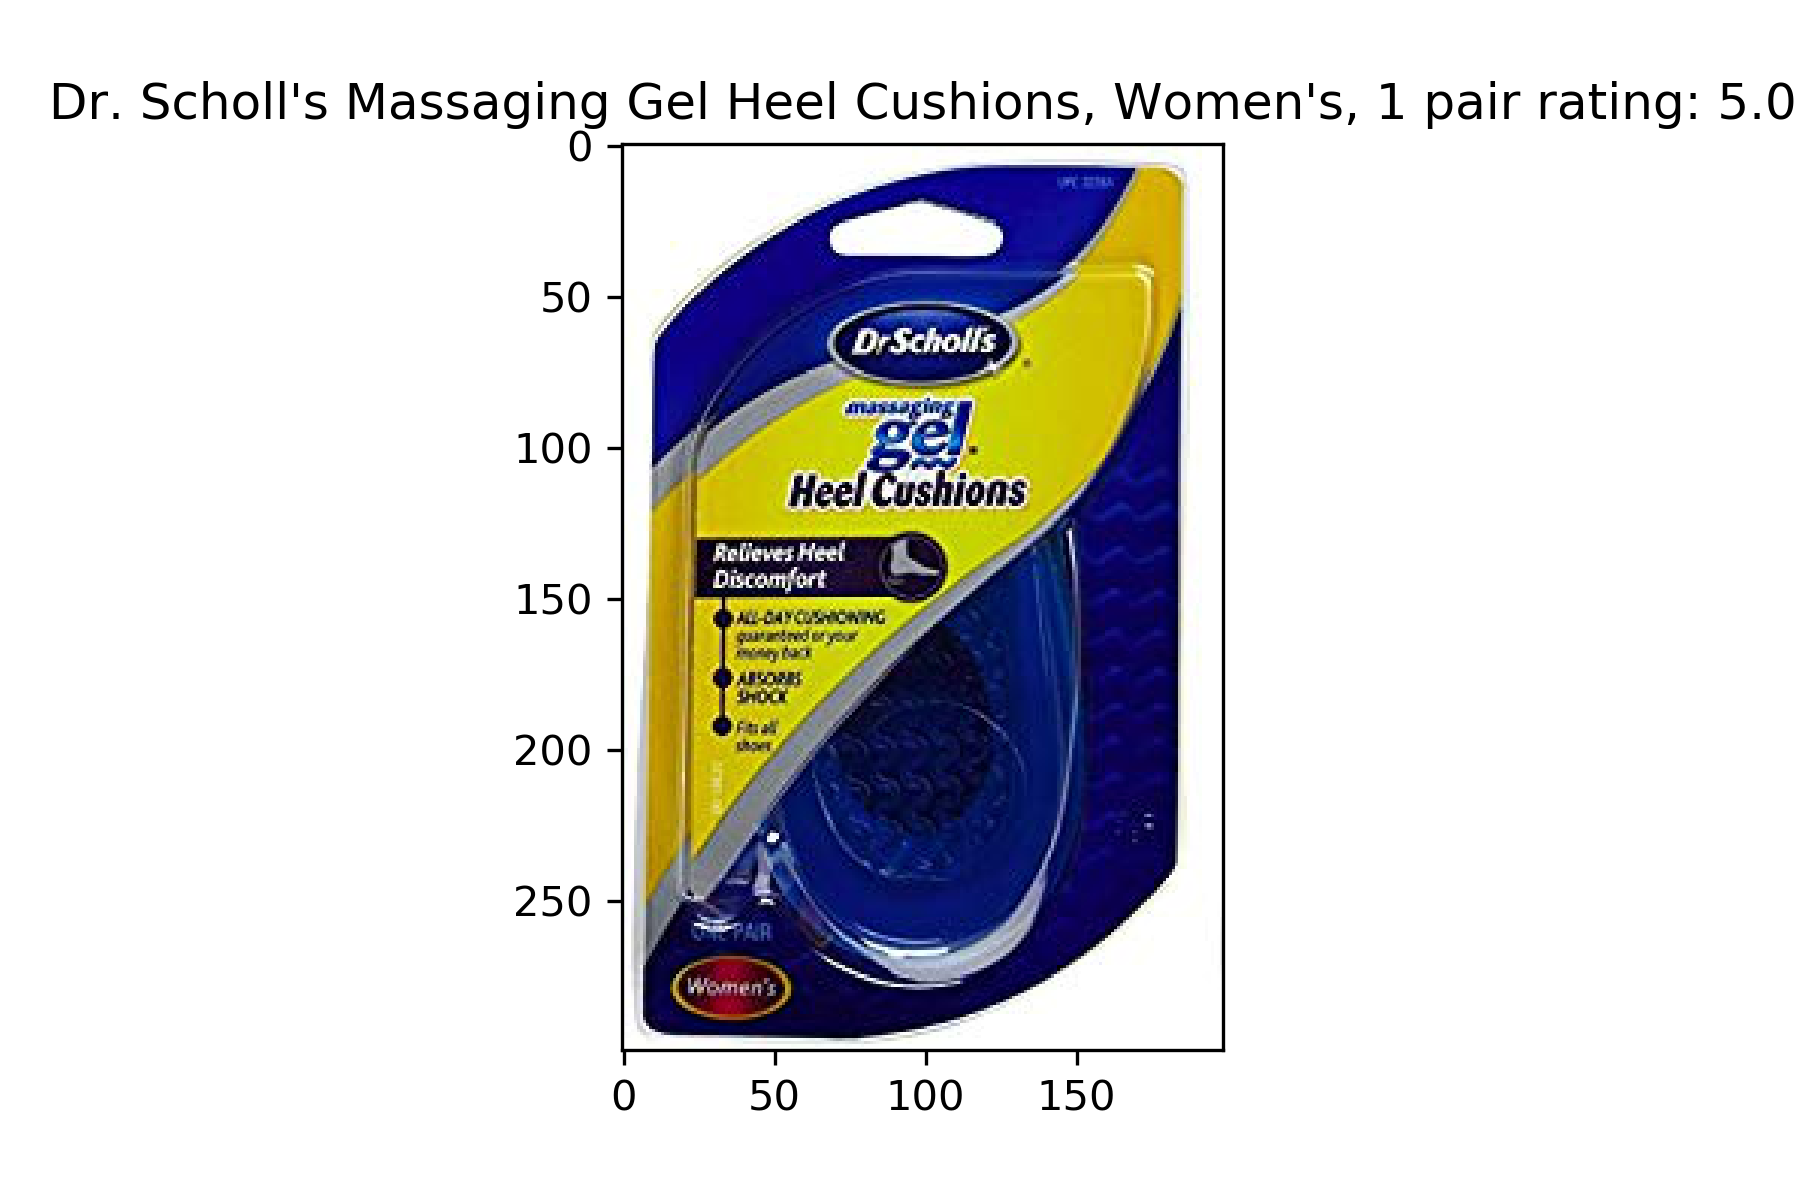 Dr. Scholl's Massaging Gel Heel Cushions, Women's, 1 pair rating: 5.0
0
50
100
150
200
250
Dr Scholl's
massaging
gel
Heel Cushions
Relieves Heel
Discomfort
ALL-DAY CUSHIONING
guaranteed or your
money back
ABSORBS
SHOCK
Fits all
shoes
ONE PAIR
Women's
0 50 100 150